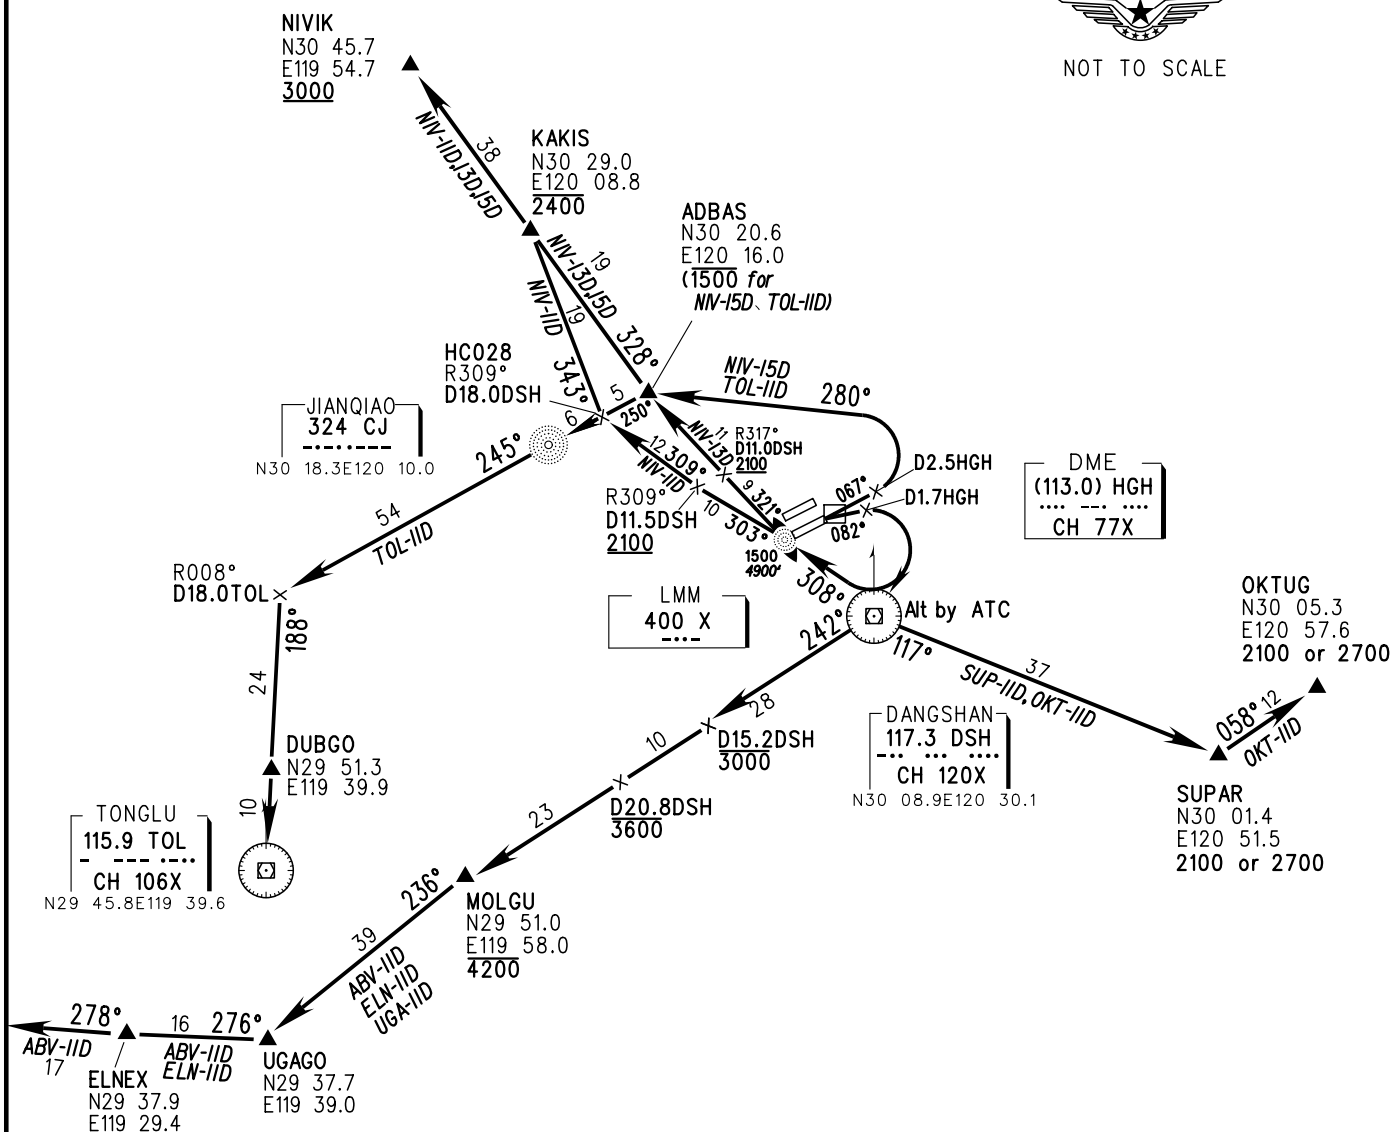 NIVIK
N30 45.7
E119 54.7
3000
NOT TO SCALE
38
NIV-11D,13D,15D
KAKIS
N30 29.0
E120 08.8
2400
ADBAS
N30 20.6
E120 16.0
(1500 for
NIV-15D、TOL-11D)
19
NIV-13D,15D
NIV-11D
19
328°
343°
HC028
R309°
D18.0DSH
NIV-15D
TOL-11D
280°
5
250°
6
JIANQIAO
324 CJ
N30 18.3E120 10.0
245°
11
NIV-13D
R317°
D11.0DSH
2100
12
309°
NIV-11D
9
321°
10
303°
R309°
D11.5DSH
2100
067°
D2.5HGH
D1.7HGH
082°
DME
(113.0) HGH
CH 77X
1500
4900'
308°
54
TOL-11D
R008°
D18.0TOL
188°
LMM
400 X
Alt by ATC
242°
117°
OKTUG
N30 05.3
E120 57.6
2100 or 2700
37
SUP-11D,OKT-11D
058°
12
OKT-11D
24
28
D15.2DSH
3000
DANGSHAN
117.3 DSH
CH 120X
N30 08.9E120 30.1
10
DUBGO
N29 51.3
E119 39.9
SUPAR
N30 01.4
E120 51.5
2100 or 2700
D20.8DSH
3600
10
TONGLU
115.9 TOL
CH 106X
N29 45.8E119 39.6
23
236°
MOLGU
N29 51.0
E119 58.0
4200
39
ABV-11D
ELN-11D
UGA-11D
278°
ABV-11D
17
16
276°
ABV-11D
ELN-11D
UGAGO
N29 37.7
E119 39.0
ELNEX
N29 37.9
E119 29.4